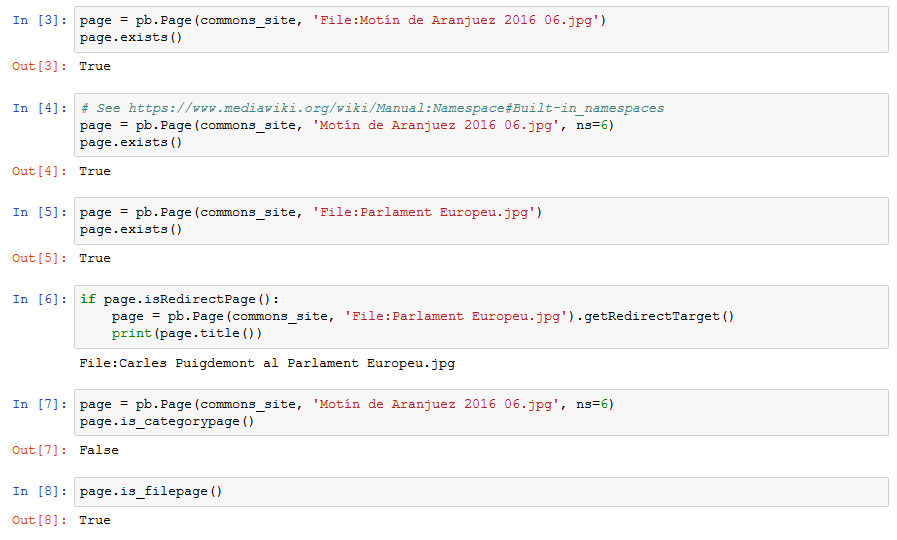 In [3]: page = pb.Page(commons_site, 'File:Motín de Aranjuez 2016 06.jpg')
page.exists()
Out[3]: True
In [4]: # See https://www.mediawiki.org/wiki/Manual:Namespace#Built-in_namespaces
page = pb.Page(commons_site, 'Motín de Aranjuez 2016 06.jpg', ns=6)
page.exists()
Out[4]: True
In [5]: page = pb.Page(commons_site, 'File:Parlament Europeu.jpg')
page.exists()
Out[5]: True
In [6]: if page.isRedirectPage():
    page = pb.Page(commons_site, 'File:Parlament Europeu.jpg').getRedirectTarget()
    print(page.title())
File:Carles Puigdemont al Parlament Europeu.jpg
In [7]: page = pb.Page(commons_site, 'Motín de Aranjuez 2016 06.jpg', ns=6)
page.is_categorypage()
Out[7]: False
In [8]: page.is_filepage()
Out[8]: True